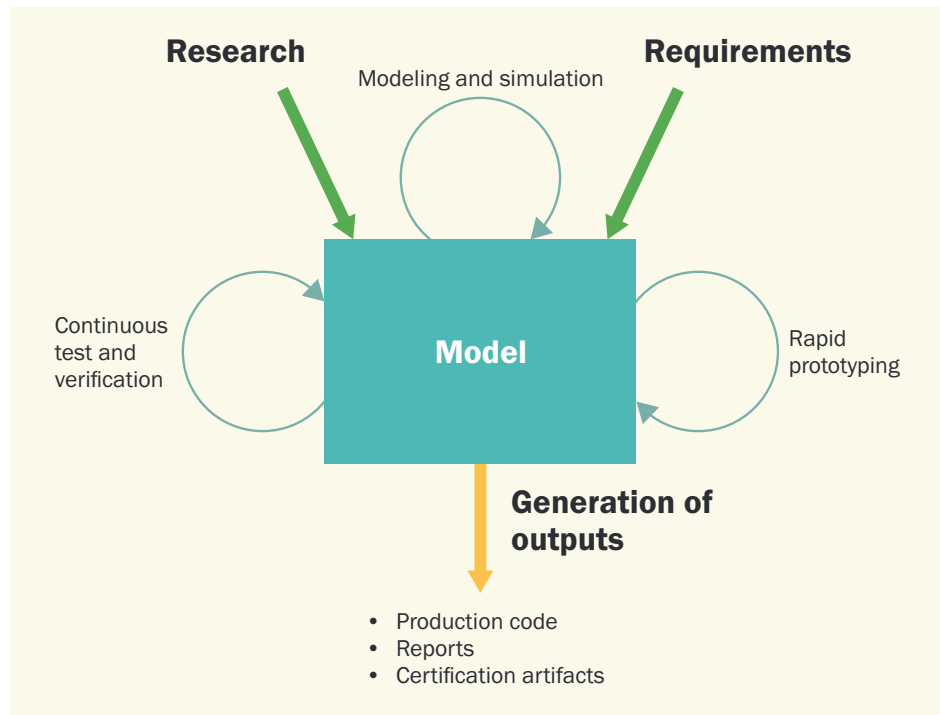 Research
Requirements
Modeling and simulation
Continuous
test and
verification
Model
Rapid
prototyping
Generation of
outputs
• Production code
• Reports
• Certification artifacts